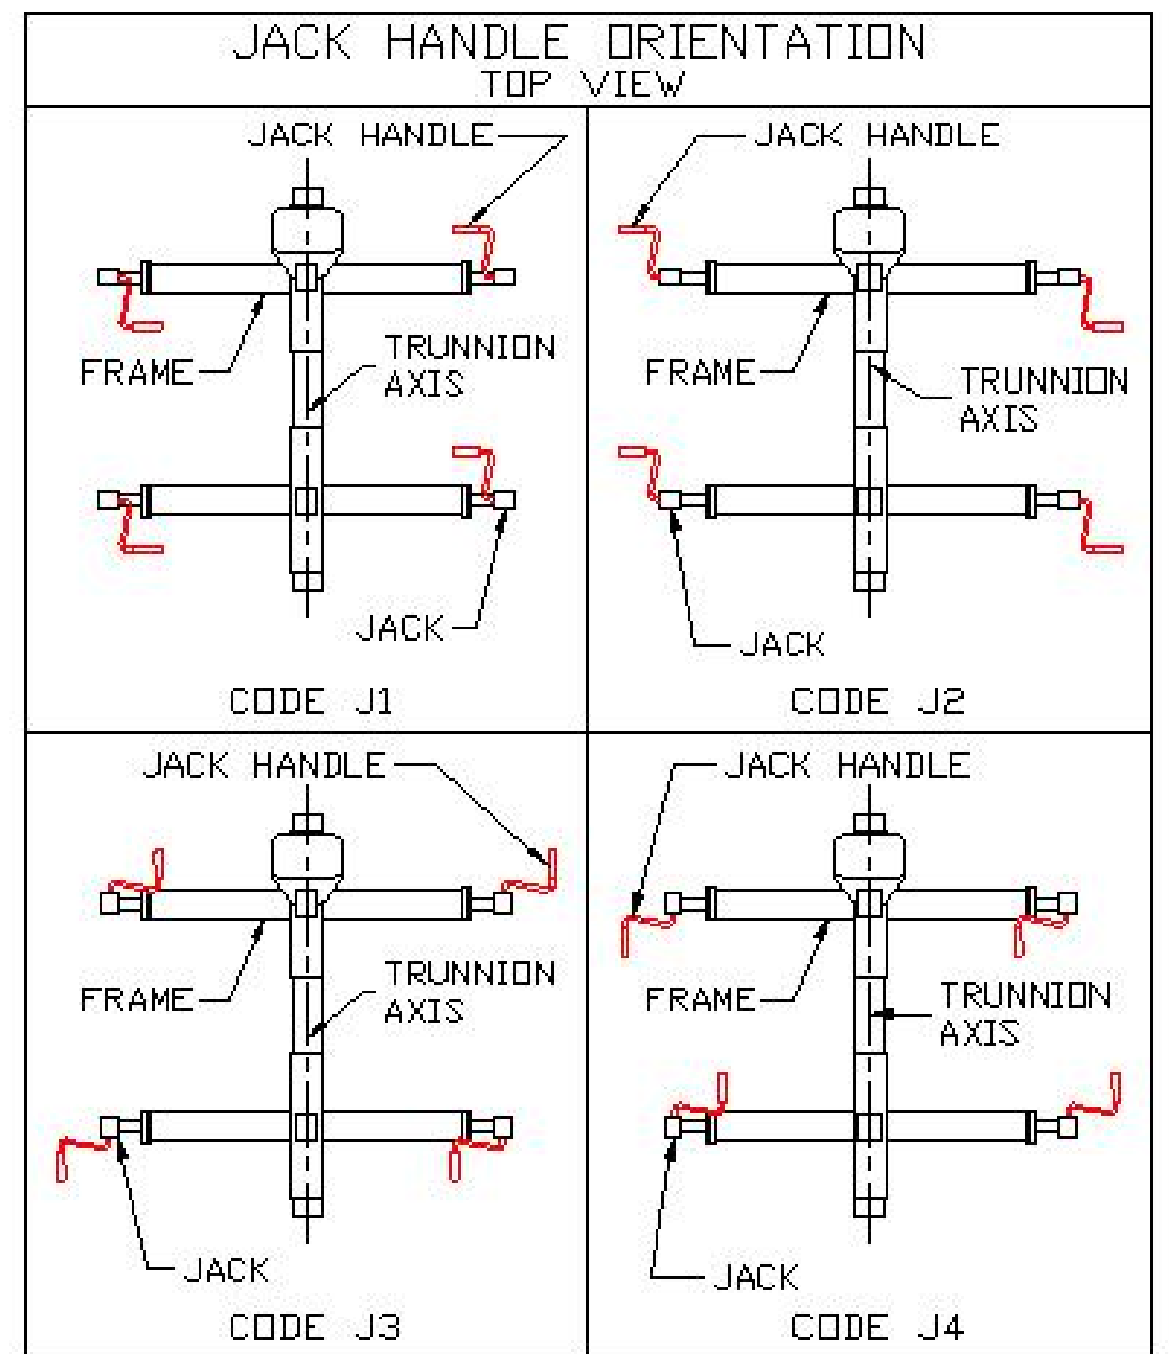 JACK HANDLE ORIENTATION
TOP VIEW
JACK HANDLE
FRAME
TRUNNION
AXIS
JACK
CODE J1
JACK HANDLE
FRAME
TRUNNION
AXIS
JACK
CODE J2
JACK HANDLE
FRAME
TRUNNION
AXIS
JACK
CODE J3
JACK HANDLE
FRAME
TRUNNION
AXIS
JACK
CODE J4